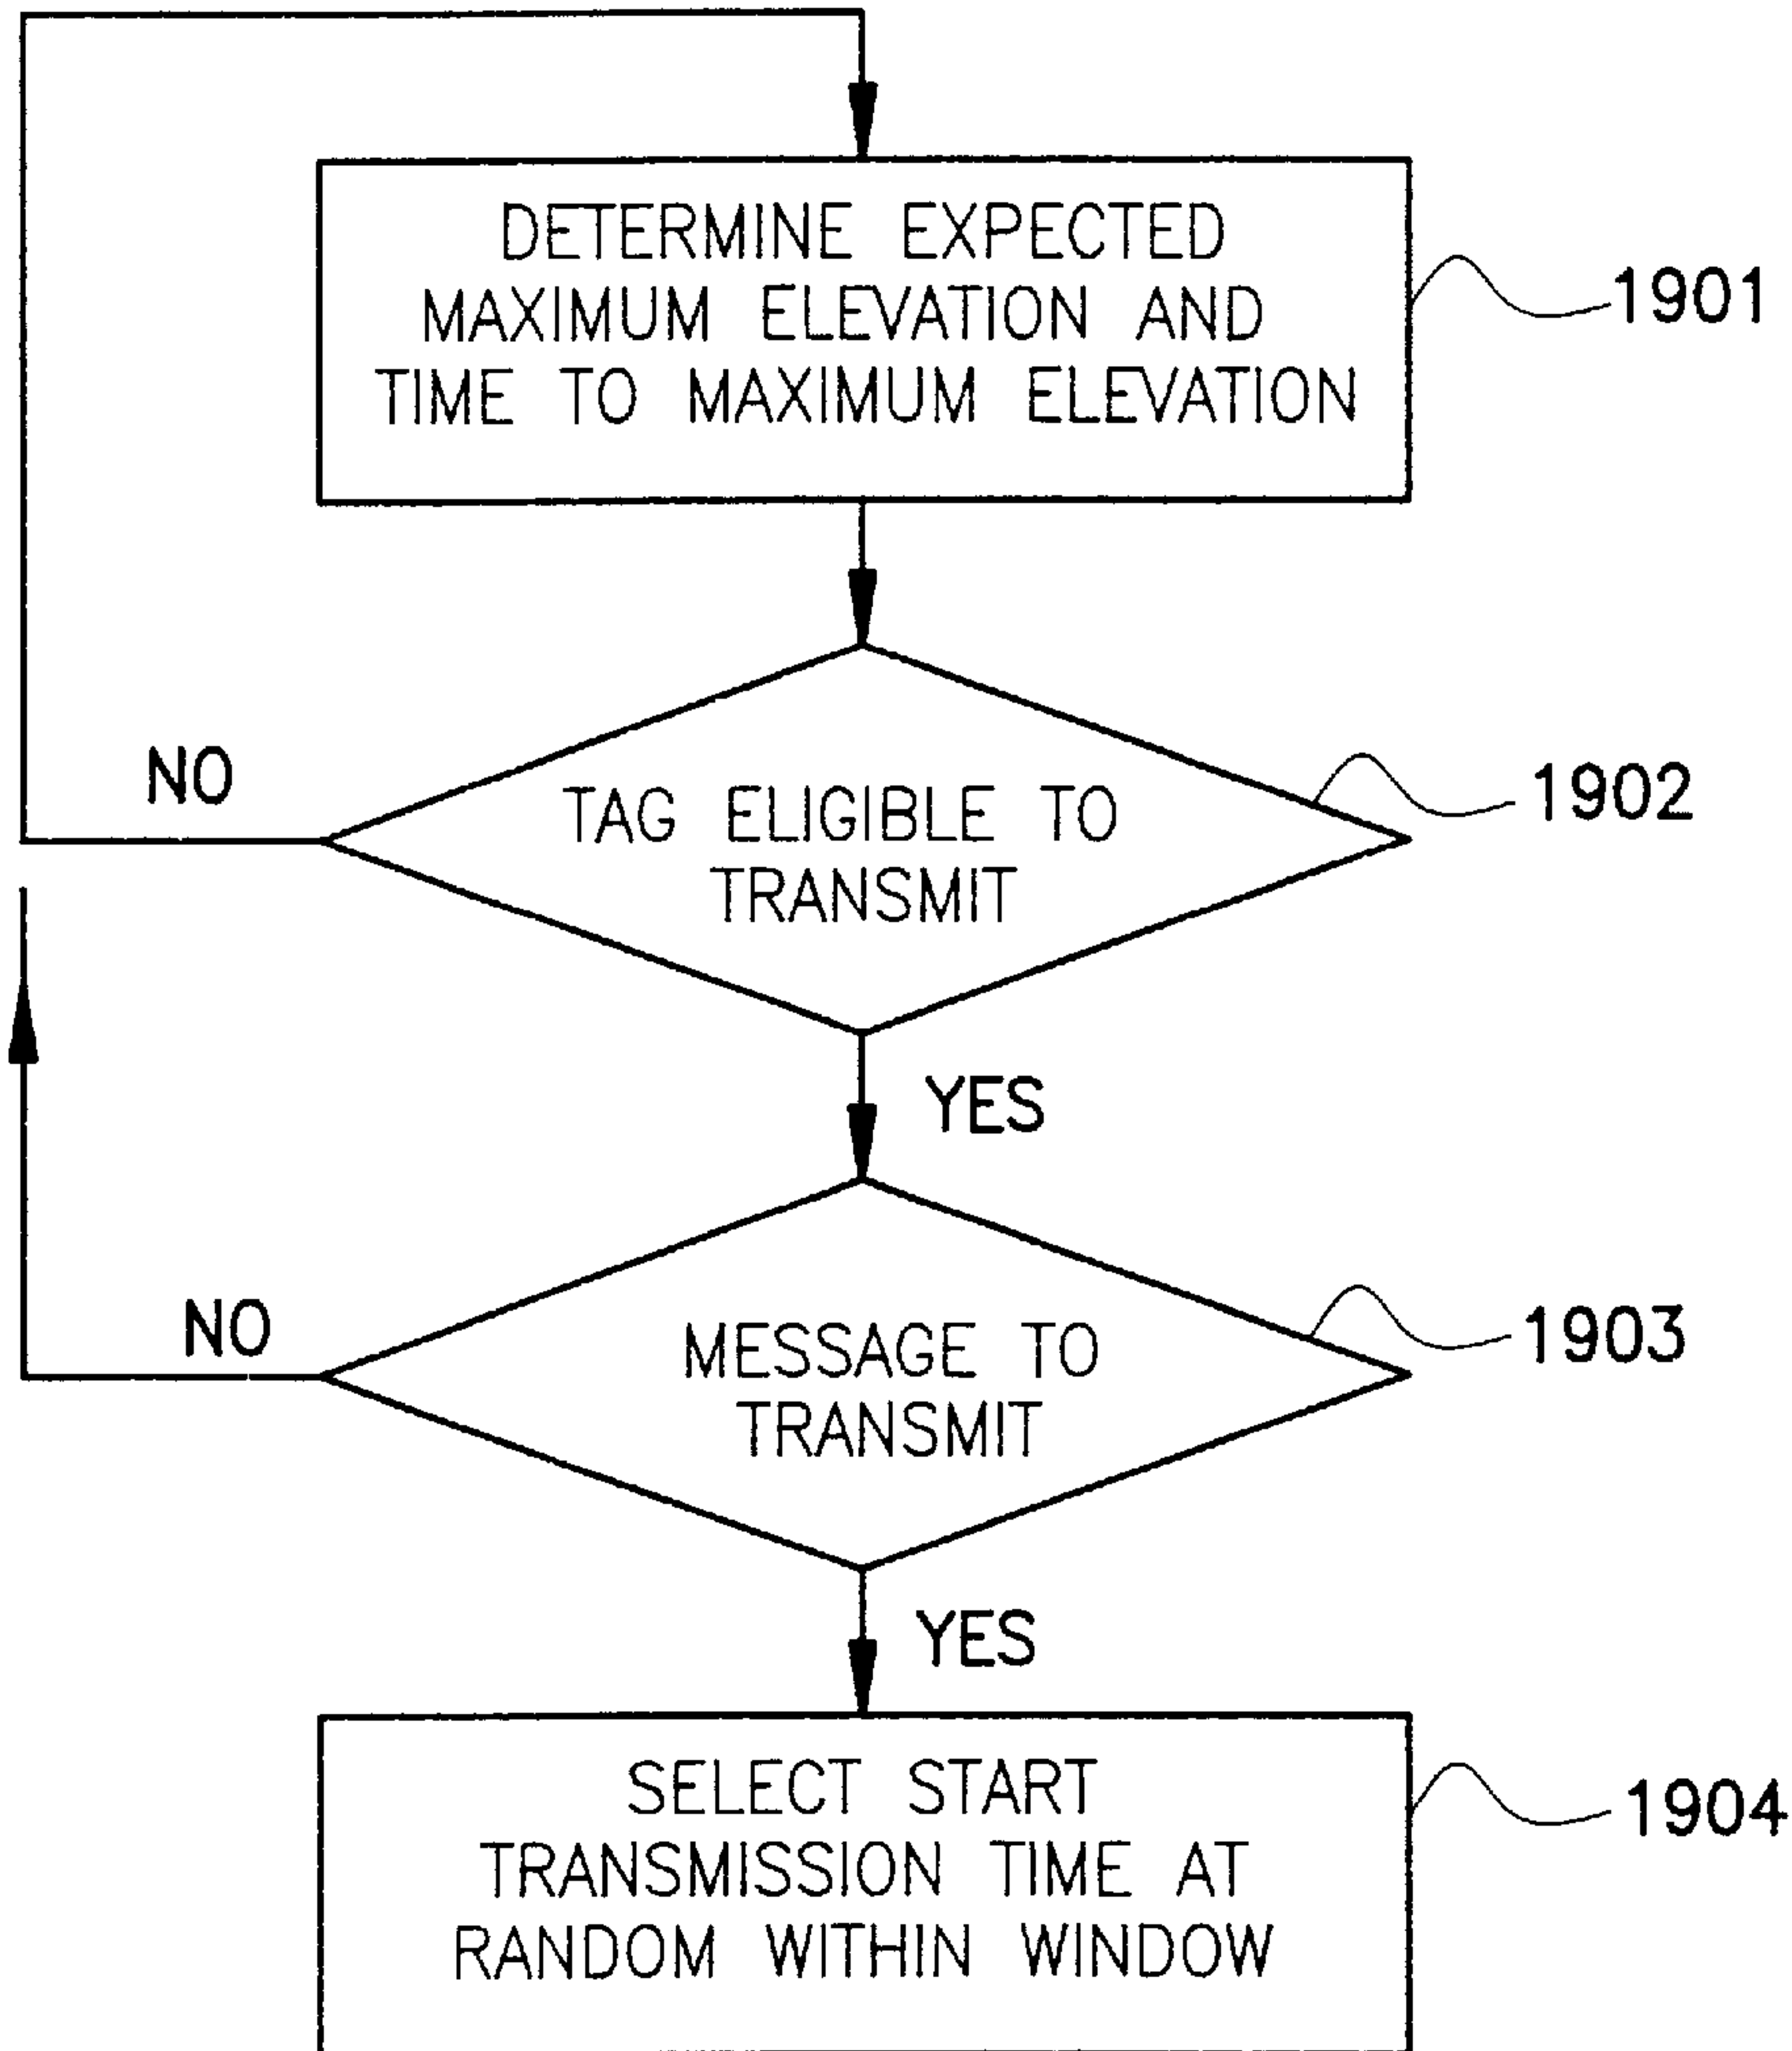 DETERMINE EXPECTED
MAXIMUM ELEVATION AND
TIME TO MAXIMUM ELEVATION
1901
NO
TAG ELIGIBLE TO
TRANSMIT
1902
YES
NO
MESSAGE TO
TRANSMIT
1903
YES
SELECT START
TRANSMISSION TIME AT
RANDOM WITHIN WINDOW
1904